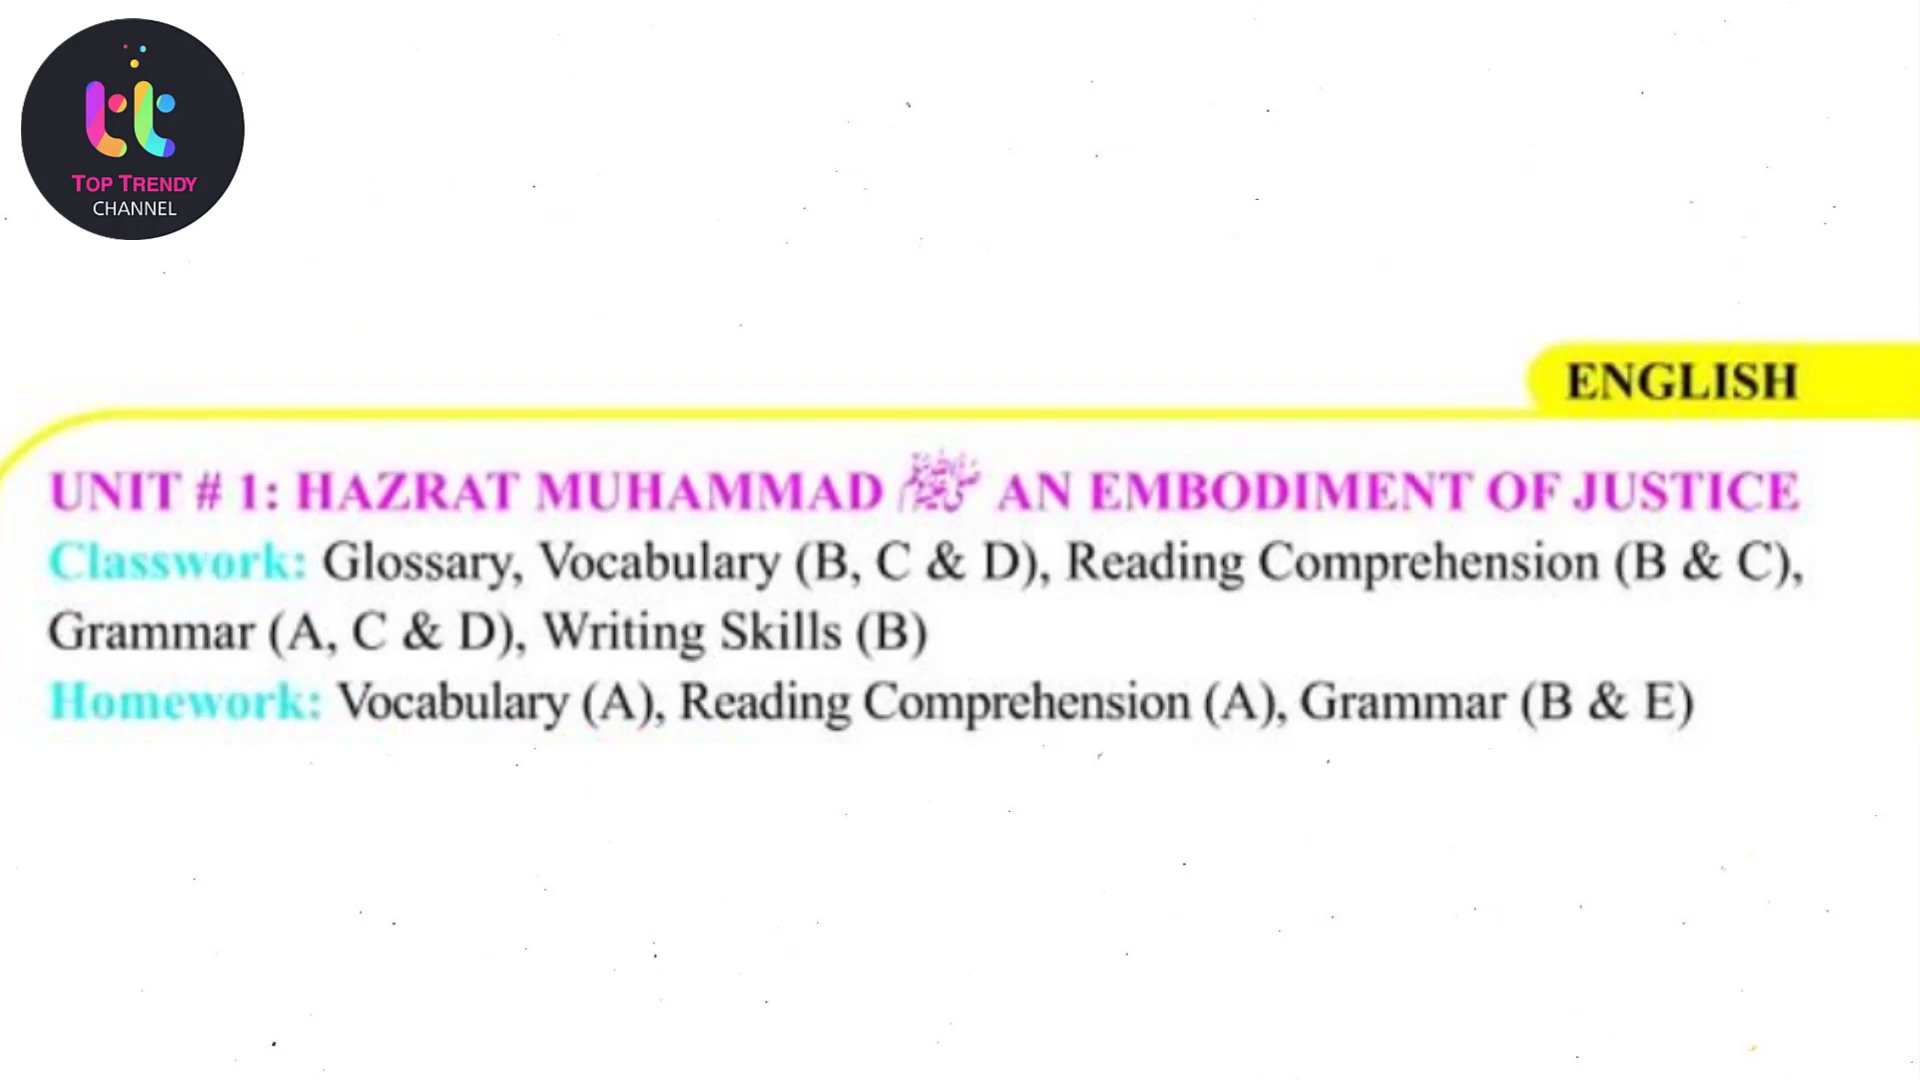 TOP TRENDY
CHANNEL
ENGLISH
UNIT # 1: HAZRAT MUHAMMAD ﷺ AN EMBODIMENT OF JUSTICE
Classwork: Glossary, Vocabulary (B, C & D), Reading Comprehension (B & C),
Grammar (A, C & D), Writing Skills (B)
Homework: Vocabulary (A), Reading Comprehension (A), Grammar (B & E)